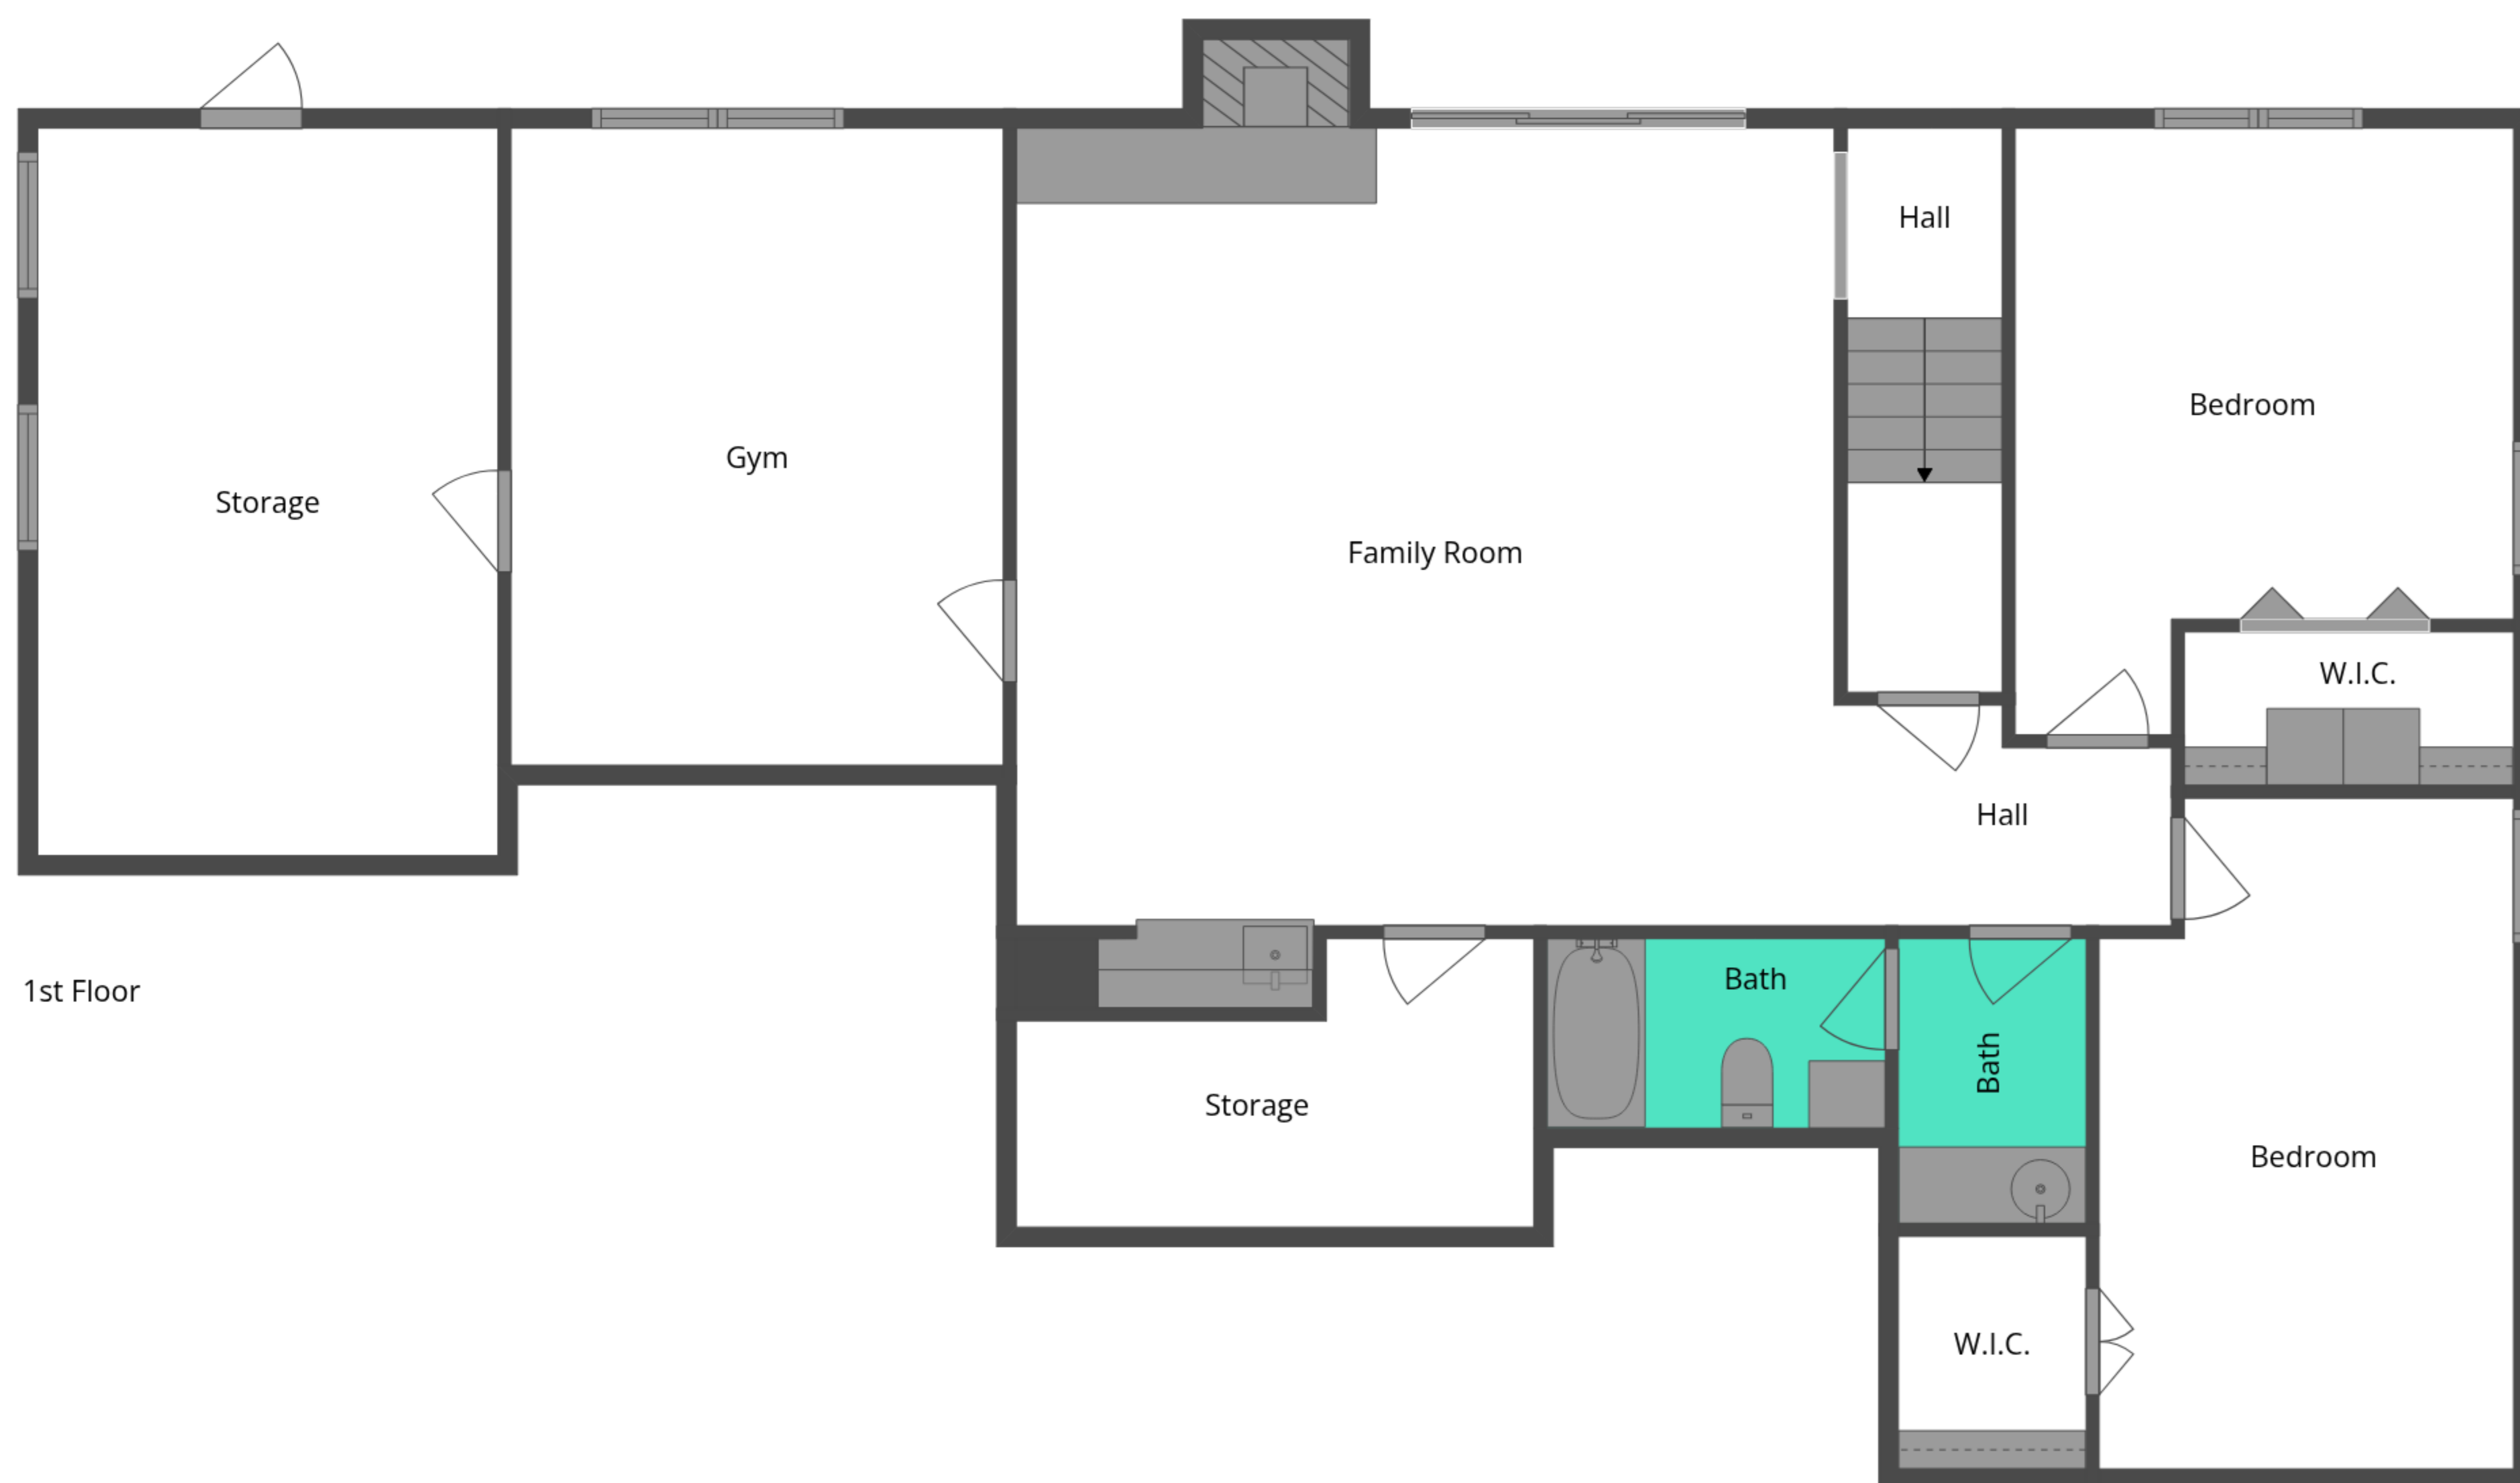 Hall
Bedroom
Gym
Storage
Family Room
W.I.C.
Hall
Bath
1st Floor
Bath
Storage
Bedroom
W.I.C.